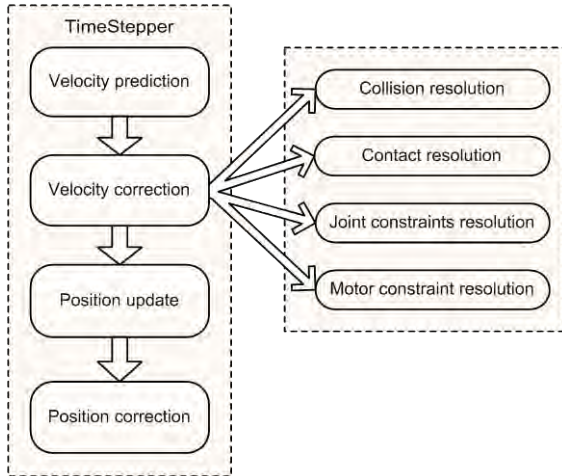 TimeStepper
Velocity prediction
Velocity correction
Position update
Position correction
Collision resolution
Contact resolution
Joint constraints resolution
Motor constraint resolution